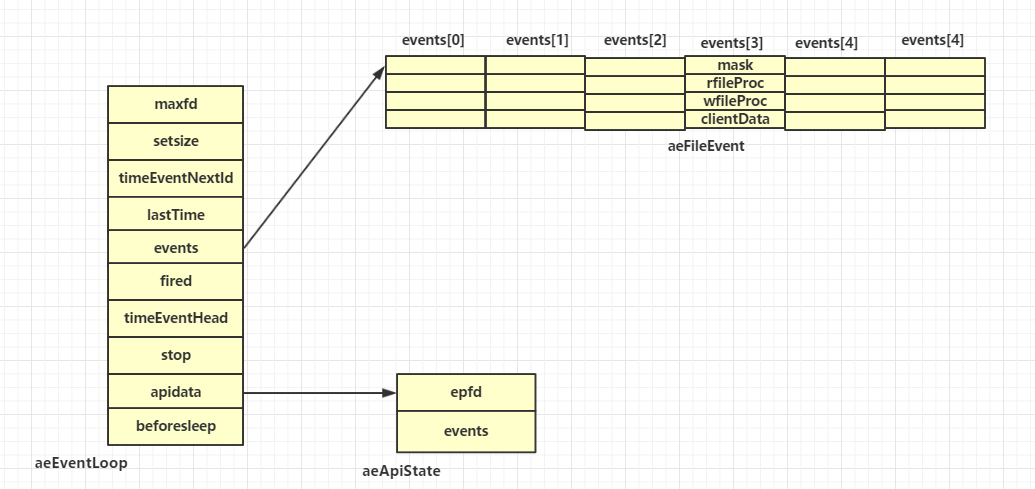 events[0] events[1] events[2] events[3] events[4] events[4]
mask
rfileProc
wfileProc
clientData
aeFileEvent
maxfd
setsize
timeEventNextId
lastTime
events
fired
timeEventHead
stop
apidata
beforesleep
aeEventLoop
epfd
events
aeApiState